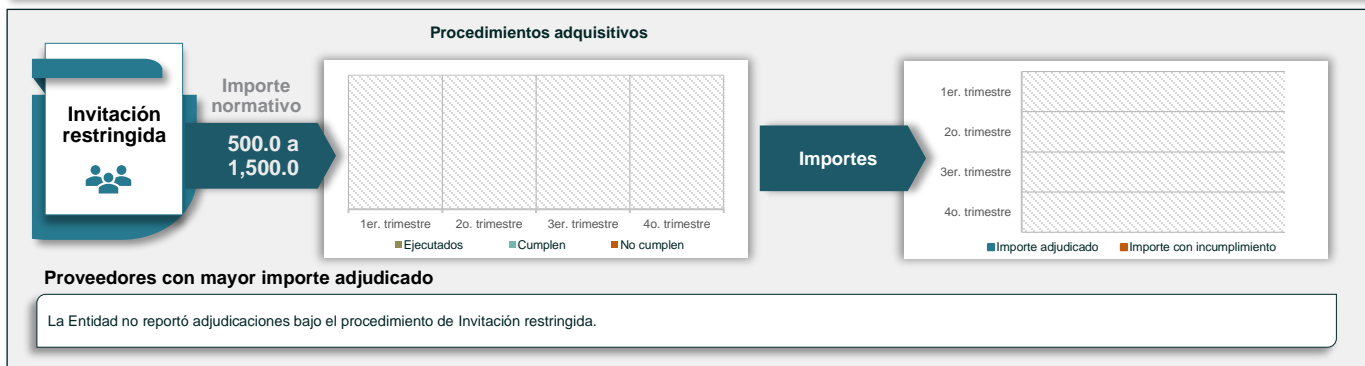 Procedimientos adquisitivos
Invitación
restringida
Importe
normativo
500.0 a
1,500.0
1er. trimestre 2o. trimestre 3er. trimestre 4o. trimestre
Ejecutados Cumplen No cumplen
Importes
1er. trimestre
2o. trimestre
3er. trimestre
4o. trimestre
Importe adjudicado Importe con incumplimiento
Proveedores con mayor importe adjudicado
La Entidad no reportó adjudicaciones bajo el procedimiento de Invitación restringida.